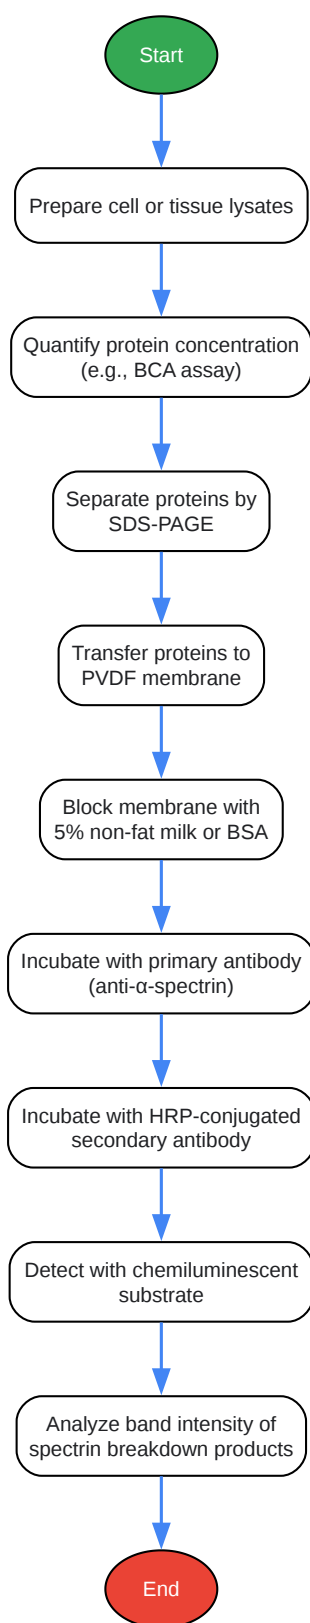 Start
Prepare cell or tissue lysates
Quantify protein concentration
(e.g., BCA assay)
Separate proteins by
SDS-PAGE
Transfer proteins to
PVDF membrane
Block membrane with
5% non-fat milk or BSA
Incubate with primary antibody
(anti-α-spectrin)
Incubate with HRP-conjugated
secondary antibody
Detect with chemiluminescent
substrate
Analyze band intensity of
spectrin breakdown products
End